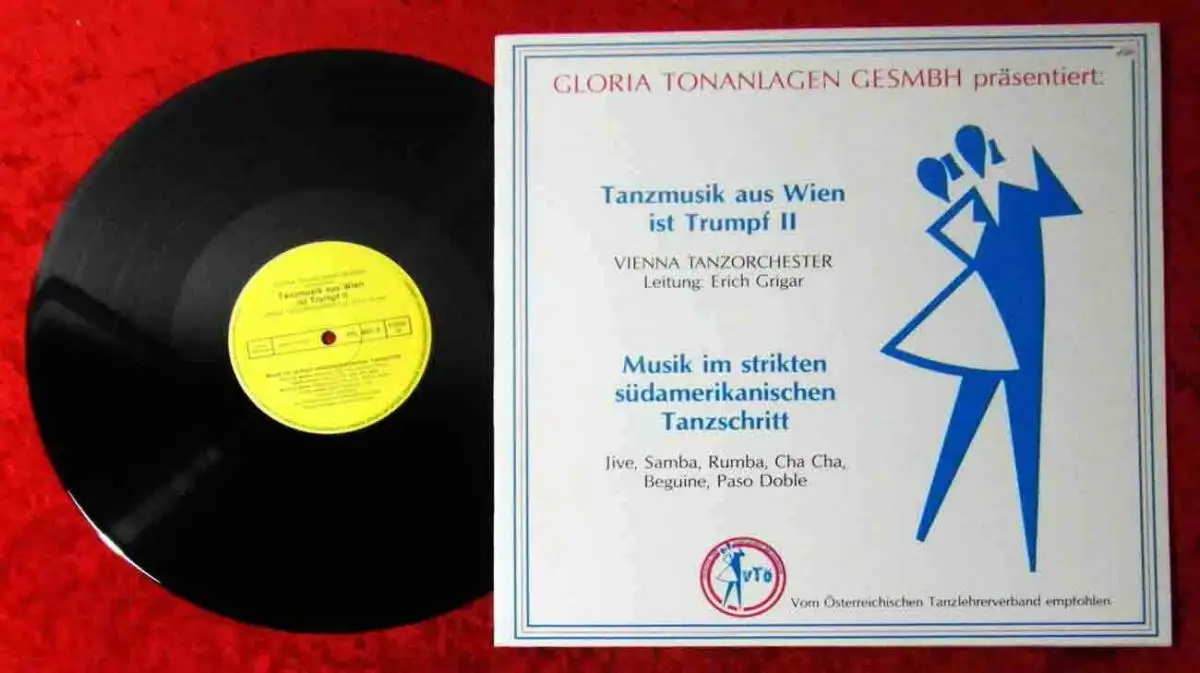 Tanzmusik aus Wien
ist Trumpf II
GLORIA TONANLAGEN GESMBH präsentiert:
Tanzmusik aus Wien
ist Trumpf II
VIENNA TANZORCHESTER
Leitung: Erich Grigar
Musik im strikten
südamerikanischen
Tanzschritt
Jive, Samba, Rumba, Cha Cha,
Beguine, Paso Doble
VTÖ
Vom Österreichischen Tanzlehrerverband empfohlen